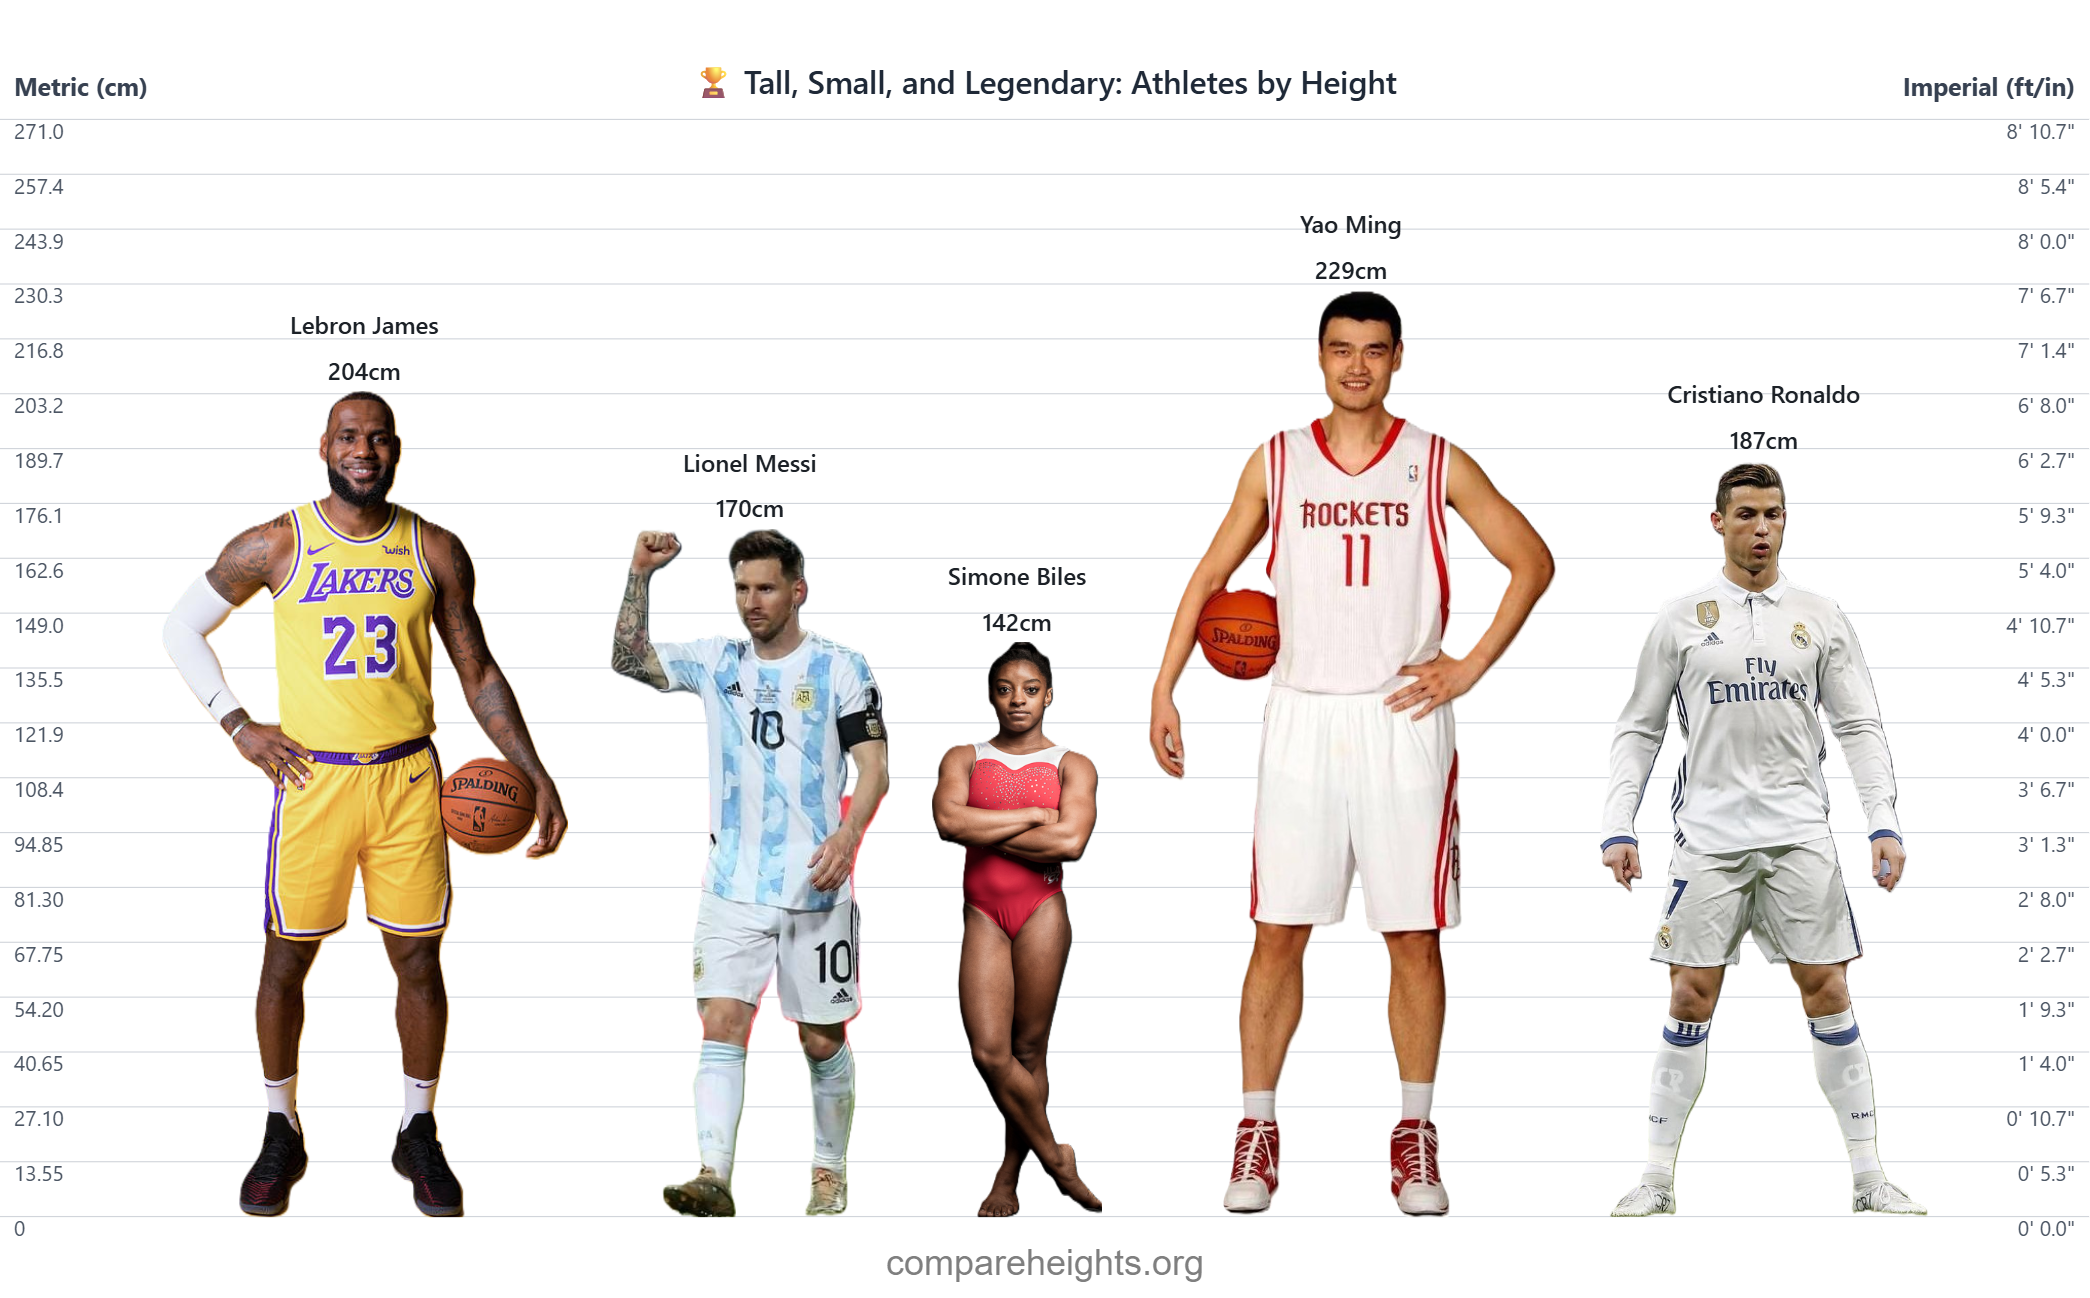 🏆 Tall, Small, and Legendary: Athletes by Height
Metric (cm)
Imperial (ft/in)
271.0
8' 10.7"
257.4
8' 5.4"
243.9
8' 0.0"
230.3
7' 6.7"
216.8
7' 1.4"
203.2
6' 8.0"
189.7
6' 2.7"
176.1
5' 9.3"
162.6
5' 4.0"
149.0
4' 10.7"
135.5
4' 5.3"
121.9
4' 0.0"
108.4
3' 6.7"
94.85
3' 1.3"
81.30
2' 8.0"
67.75
2' 2.7"
54.20
1' 9.3"
40.65
1' 4.0"
27.10
0' 10.7"
13.55
0' 5.3"
0
0' 0.0"
Lebron James
204cm
wish
LAKERS
23
SPALDING
Lionel Messi
170cm
adidas
AFA
10
10
adidas
Simone Biles
142cm
Yao Ming
229cm
ROCKETS
11
SPALDING
Cristiano Ronaldo
187cm
adidas
Fly
Emirates
7
compareheights.org